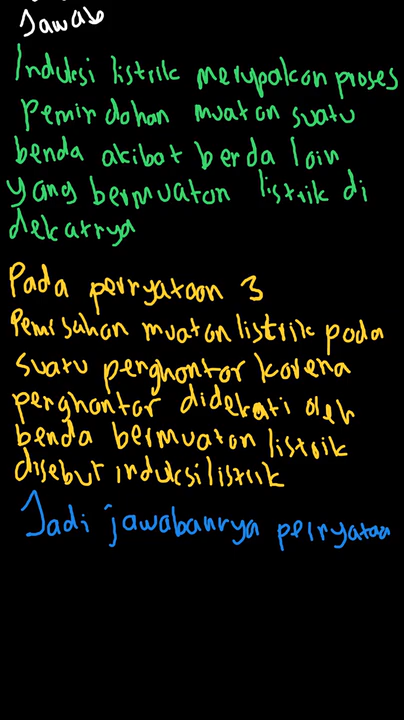 Jawab
Induksi listrik merupakan proses
Pemindahan muatan suatu
benda akibat benda lain
yang bermuatan listrik di
dekatnya
Pada pernyataan 3
Pemisahan muatan listrik pada
suatu penghantar karena
penghantar didekati oleh
benda bermuatan listrik
disebut induksi listrik
Jadi jawabannya pernyataan